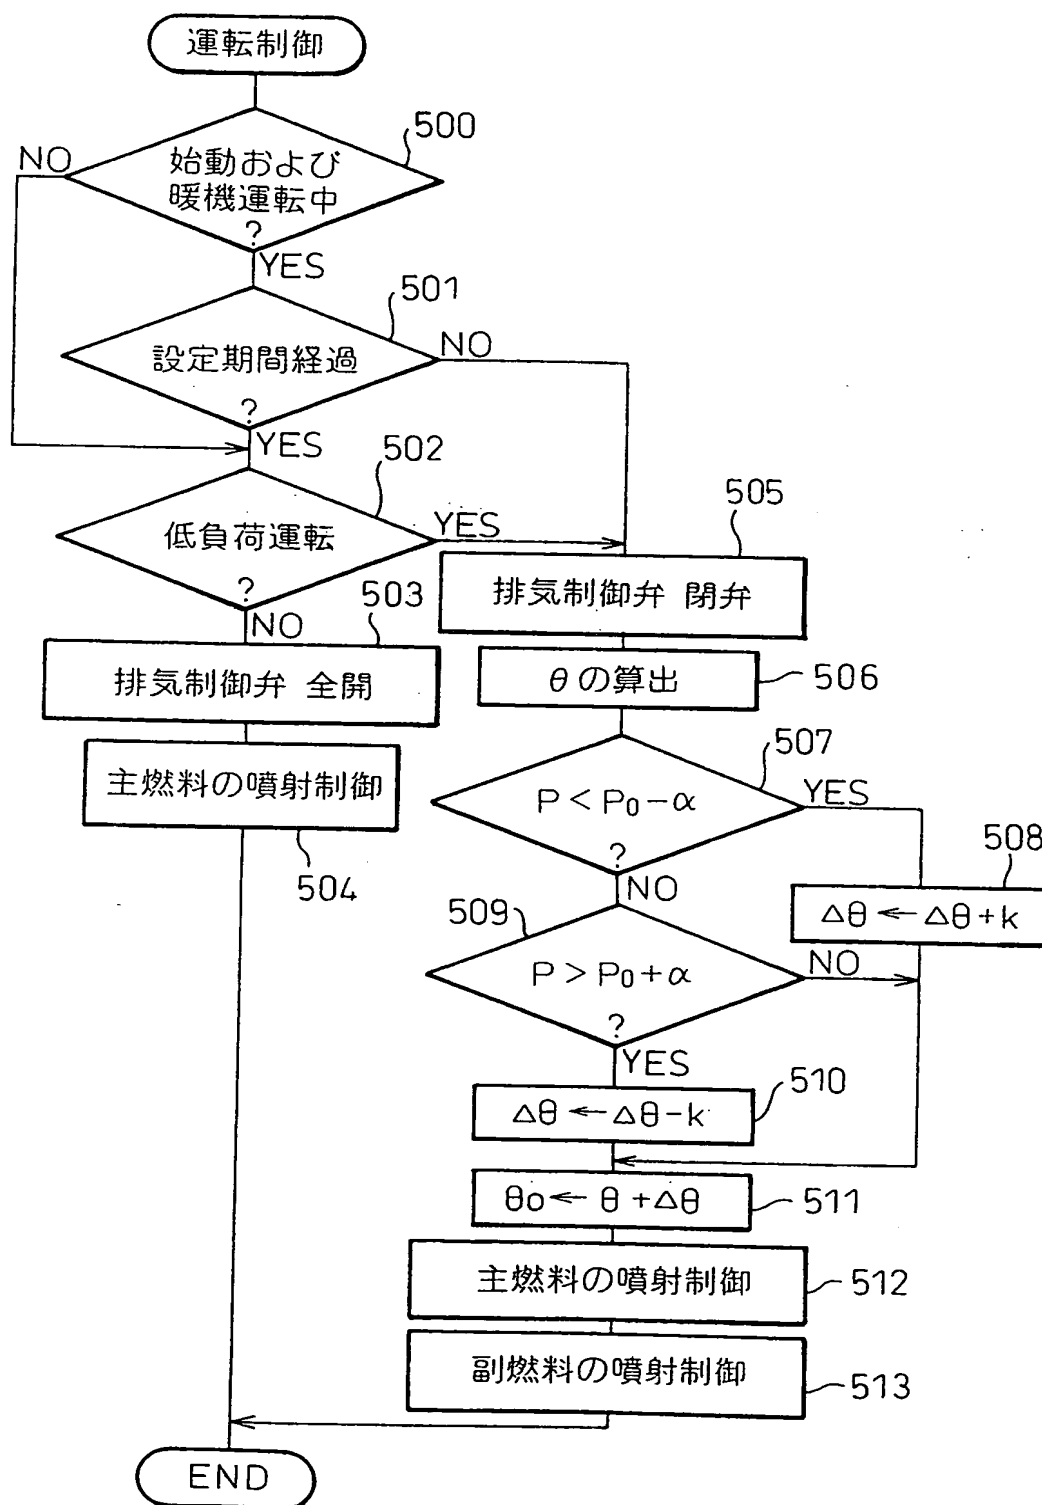 運転制御
500
NO
始動および
暖機運転中
?
YES
501
NO
設定期間経過
?
YES
502
低負荷運転
YES
?
NO
505
排気制御弁 閉弁
503
排気制御弁 全開
θの算出
506
504
主燃料の噴射制御
507
P < P0 − α
YES
?
NO
508
Δθ ← Δθ + k
509
P > P0 + α
NO
?
YES
510
Δθ ← Δθ − k
θo ← θ + Δθ
511
主燃料の噴射制御
512
副燃料の噴射制御
513
END